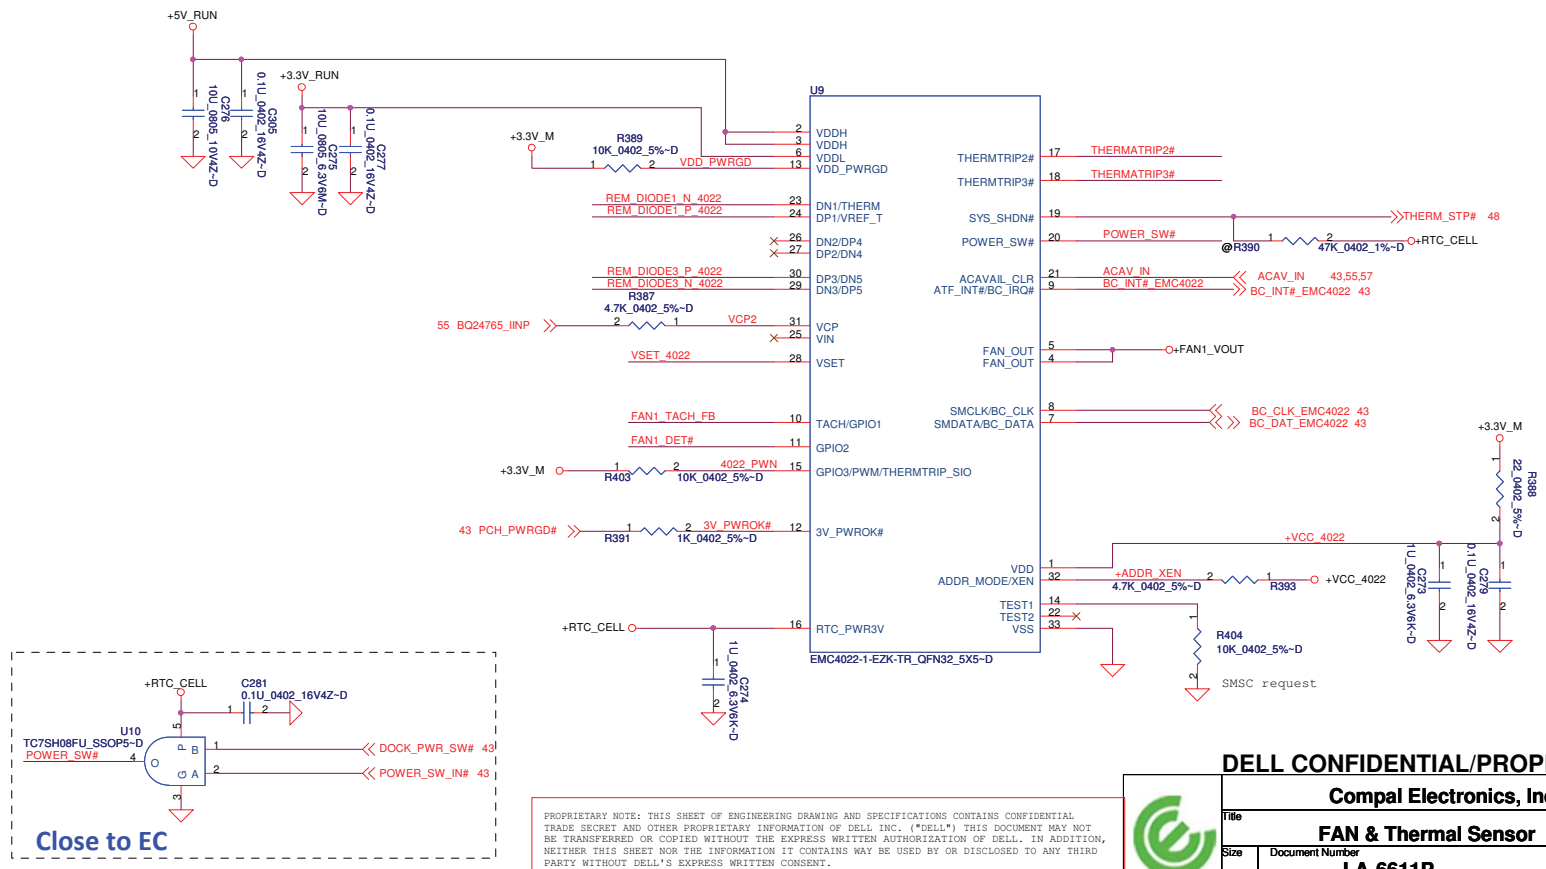 +5V_RUN
1
2
10U_0805_10V4Z~D
C276
1
2
0.1U_0402_16V4Z~D
C305
+3.3V_RUN
1
2
10U_0805_6.3V6M~D
C275
1
2
0.1U_0402_16V4Z~D
C277
+3.3V_M
R389
10K_0402_5%~D
1 2 VDD_PWRGD
REM_DIODE1_N_4022
REM_DIODE1_P_4022
REM_DIODE3_P_4022
REM_DIODE3_N_4022
R387
4.7K_0402_5%~D
55 BQ24765_IINP 2 1 VCP2
VSET_4022
FAN1_TACH_FB
FAN1_DET#
+3.3V_M 1 2 4022_PWN
R403 10K_0402_5%~D
43 PCH_PWRGD# 1 2 3V_PWROK#
R391 1K_0402_5%~D
+RTC_CELL
1
2
1U_0402_6.3V6K~D
C274
U9
2 VDDH
3 VDDH
6 VDDL
13 VDD_PWRGD
23 DN1/THERM
24 DP1/VREF_T
26 DN2/DP4
27 DP2/DN4
30 DP3/DN5
29 DN3/DP5
31 VCP
25 VIN
28 VSET
10 TACH/GPIO1
11 GPIO2
15 GPIO3/PWM/THERMTRIP_SIO
12 3V_PWROK#
16 RTC_PWR3V
EMC4022-1-EZK-TR_QFN32_5X5~D
THERMTRIP2# 17 THERMATRIP2#
THERMTRIP3# 18 THERMATRIP3#
SYS_SHDN# 19 THERM_STP# 48
POWER_SW# 20 POWER_SW#
@R390 1 2 47K_0402_1%~D +RTC_CELL
ACAVAIL_CLR 21 ACAV_IN ACAV_IN 43,55,57
ATF_INT#/BC_IRQ# 9 BC_INT#_EMC4022 BC_INT#_EMC4022 43
FAN_OUT 5 +FAN1_VOUT
FAN_OUT 4
SMCLK/BC_CLK 8 BC_CLK_EMC4022 43
SMDATA/BC_DATA 7 BC_DAT_EMC4022 43
+3.3V_M
1
2
22_0402_5%~D
R388
+VCC_4022
1
2
1U_0402_6.3V6K~D
C273
1
2
0.1U_0402_16V4Z~D
C279
VDD 1
ADDR_MODE/XEN 32 +ADDR_XEN 2 1 +VCC_4022
4.7K_0402_5%~D R393
TEST1 14
TEST2 22
VSS 33
1
2
R404
10K_0402_5%~D
SMSC request
+RTC_CELL
C281
0.1U_0402_16V4Z~D
1 2
U10
TC7SH08FU_SSOP5~D
POWER_SW# 4 O
5 P
B 1 DOCK_PWR_SW# 43
A 2 POWER_SW_IN# 43
G 3
Close to EC
PROPRIETARY NOTE: THIS SHEET OF ENGINEERING DRAWING AND SPECIFICATIONS CONTAINS CONFIDENTIAL
TRADE SECRET AND OTHER PROPRIETARY INFORMATION OF DELL INC. ("DELL") THIS DOCUMENT MAY NOT
BE TRANSFERRED OR COPIED WITHOUT THE EXPRESS WRITTEN AUTHORIZATION OF DELL. IN ADDITION,
NEITHER THIS SHEET NOR THE INFORMATION IT CONTAINS WAY BE USED BY OR DISCLOSED TO ANY THIRD
PARTY WITHOUT DELL'S EXPRESS WRITTEN CONSENT.
DELL CONFIDENTIAL/PROP
Compal Electronics, In
Title
FAN & Thermal Sensor
Size
Document Number
LA-6611P